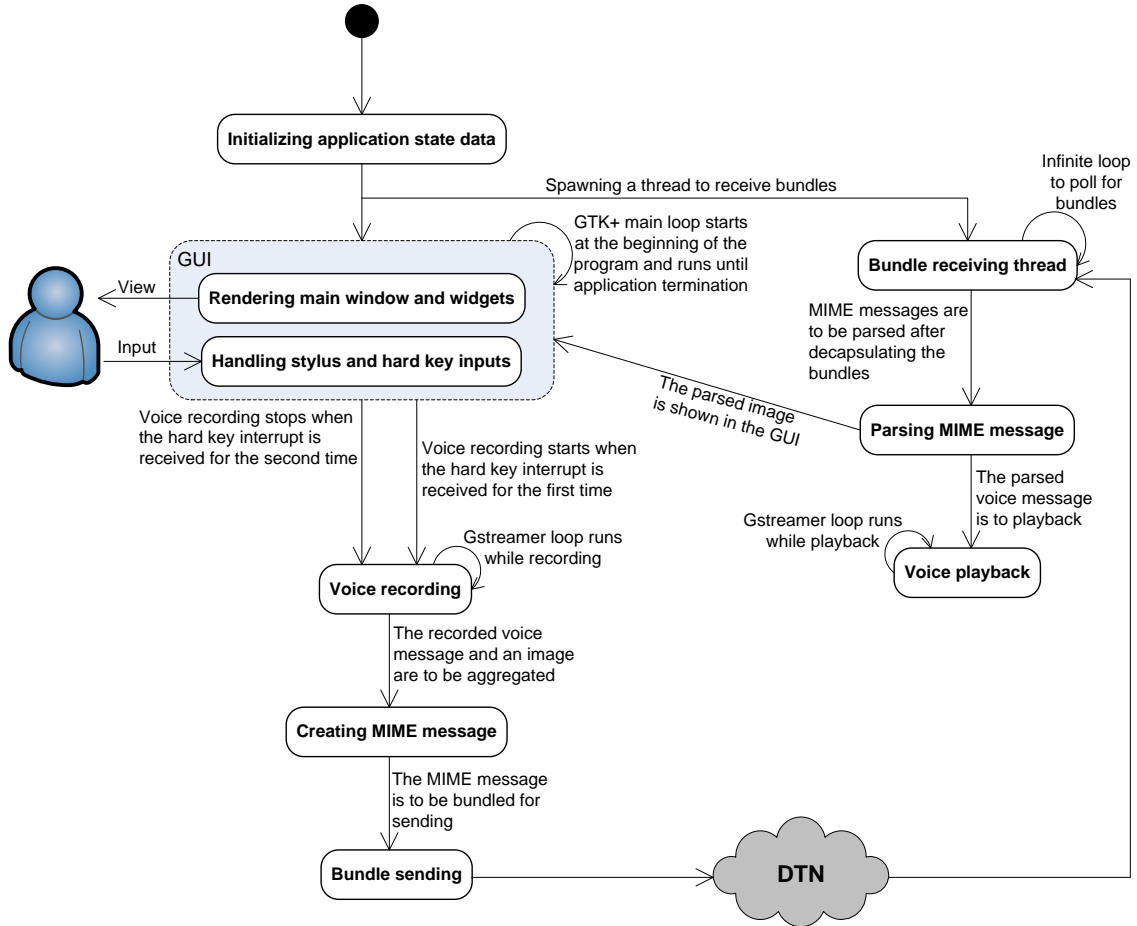 Initializing application state data
Spawning a thread to receive bundles
Infinite loop
to poll for
bundles
GTK+ main loop starts
at the beginning of the
program and runs until
application termination
GUI
Bundle receiving thread
View
Rendering main window and widgets
Input
Handling stylus and hard key inputs
MIME messages are
to be parsed after
decapsulating the
bundles
The parsed image
is shown in the GUI
Parsing MIME message
Voice recording stops when
the hard key interrupt is
received for the second time
Voice recording starts when
the hard key interrupt is
received for the first time
The parsed
voice message
is to playback
Gstreamer loop runs
while playback
Voice playback
Gstreamer loop runs
while recording
Voice recording
The recorded voice
message and an image
are to be aggregated
Creating MIME message
The MIME message
is to be bundled for
sending
Bundle sending
DTN